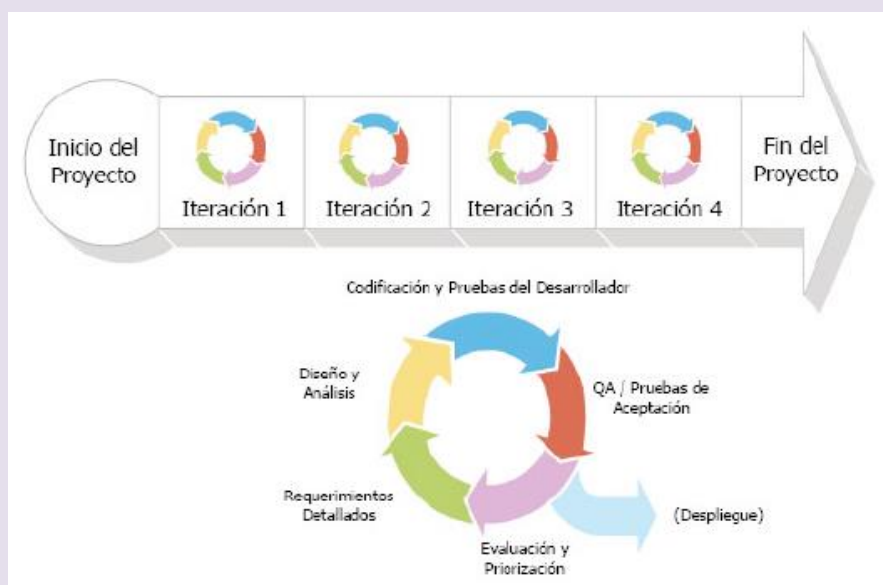 Inicio del
Proyecto
Iteración 1
Iteración 2
Iteración 3
Iteración 4
Fin del
Proyecto
Codificación y Pruebas del Desarrollador
Diseño y
Análisis
QA / Pruebas de
Aceptación
Requerimientos
Detallados
(Despliegue)
Evaluación y
Priorización